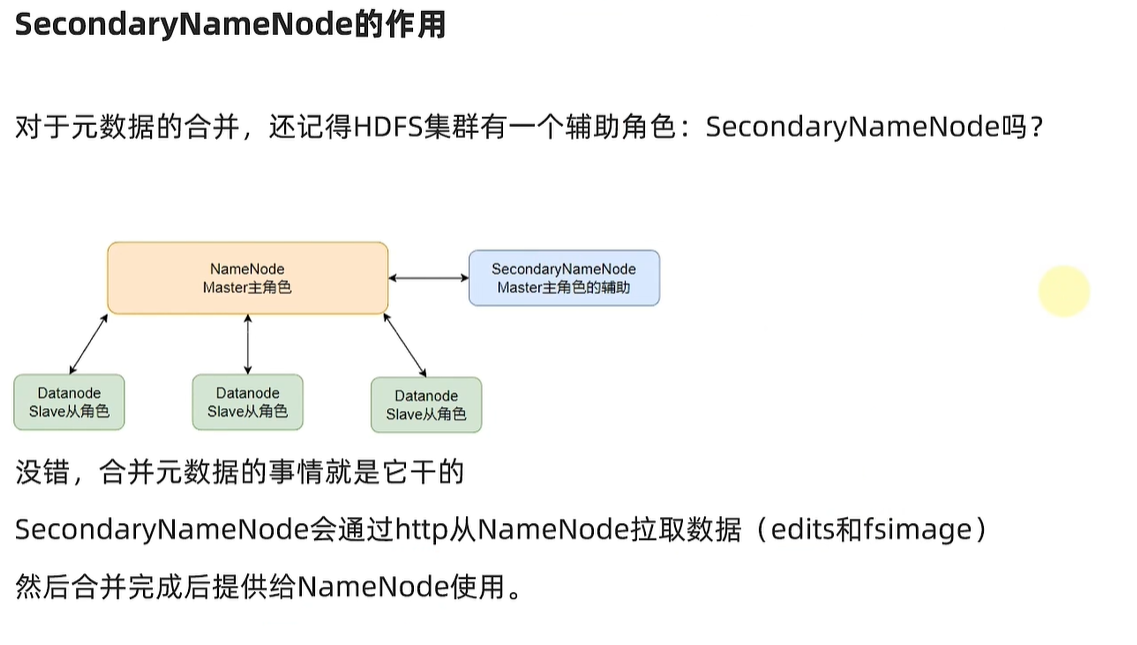 SecondaryNameNode的作用
对于元数据的合并，还记得HDFS集群有一个辅助角色：SecondaryNameNode吗？
NameNode
Master主角色
SecondaryNameNode
Master主角色的辅助
Datanode
Slave从角色
Datanode
Slave从角色
Datanode
Slave从角色
没错，合并元数据的事情就是它干的
SecondaryNameNode会通过http从NameNode拉取数据（edits和fsimage）
然后合并完成后提供给NameNode使用。